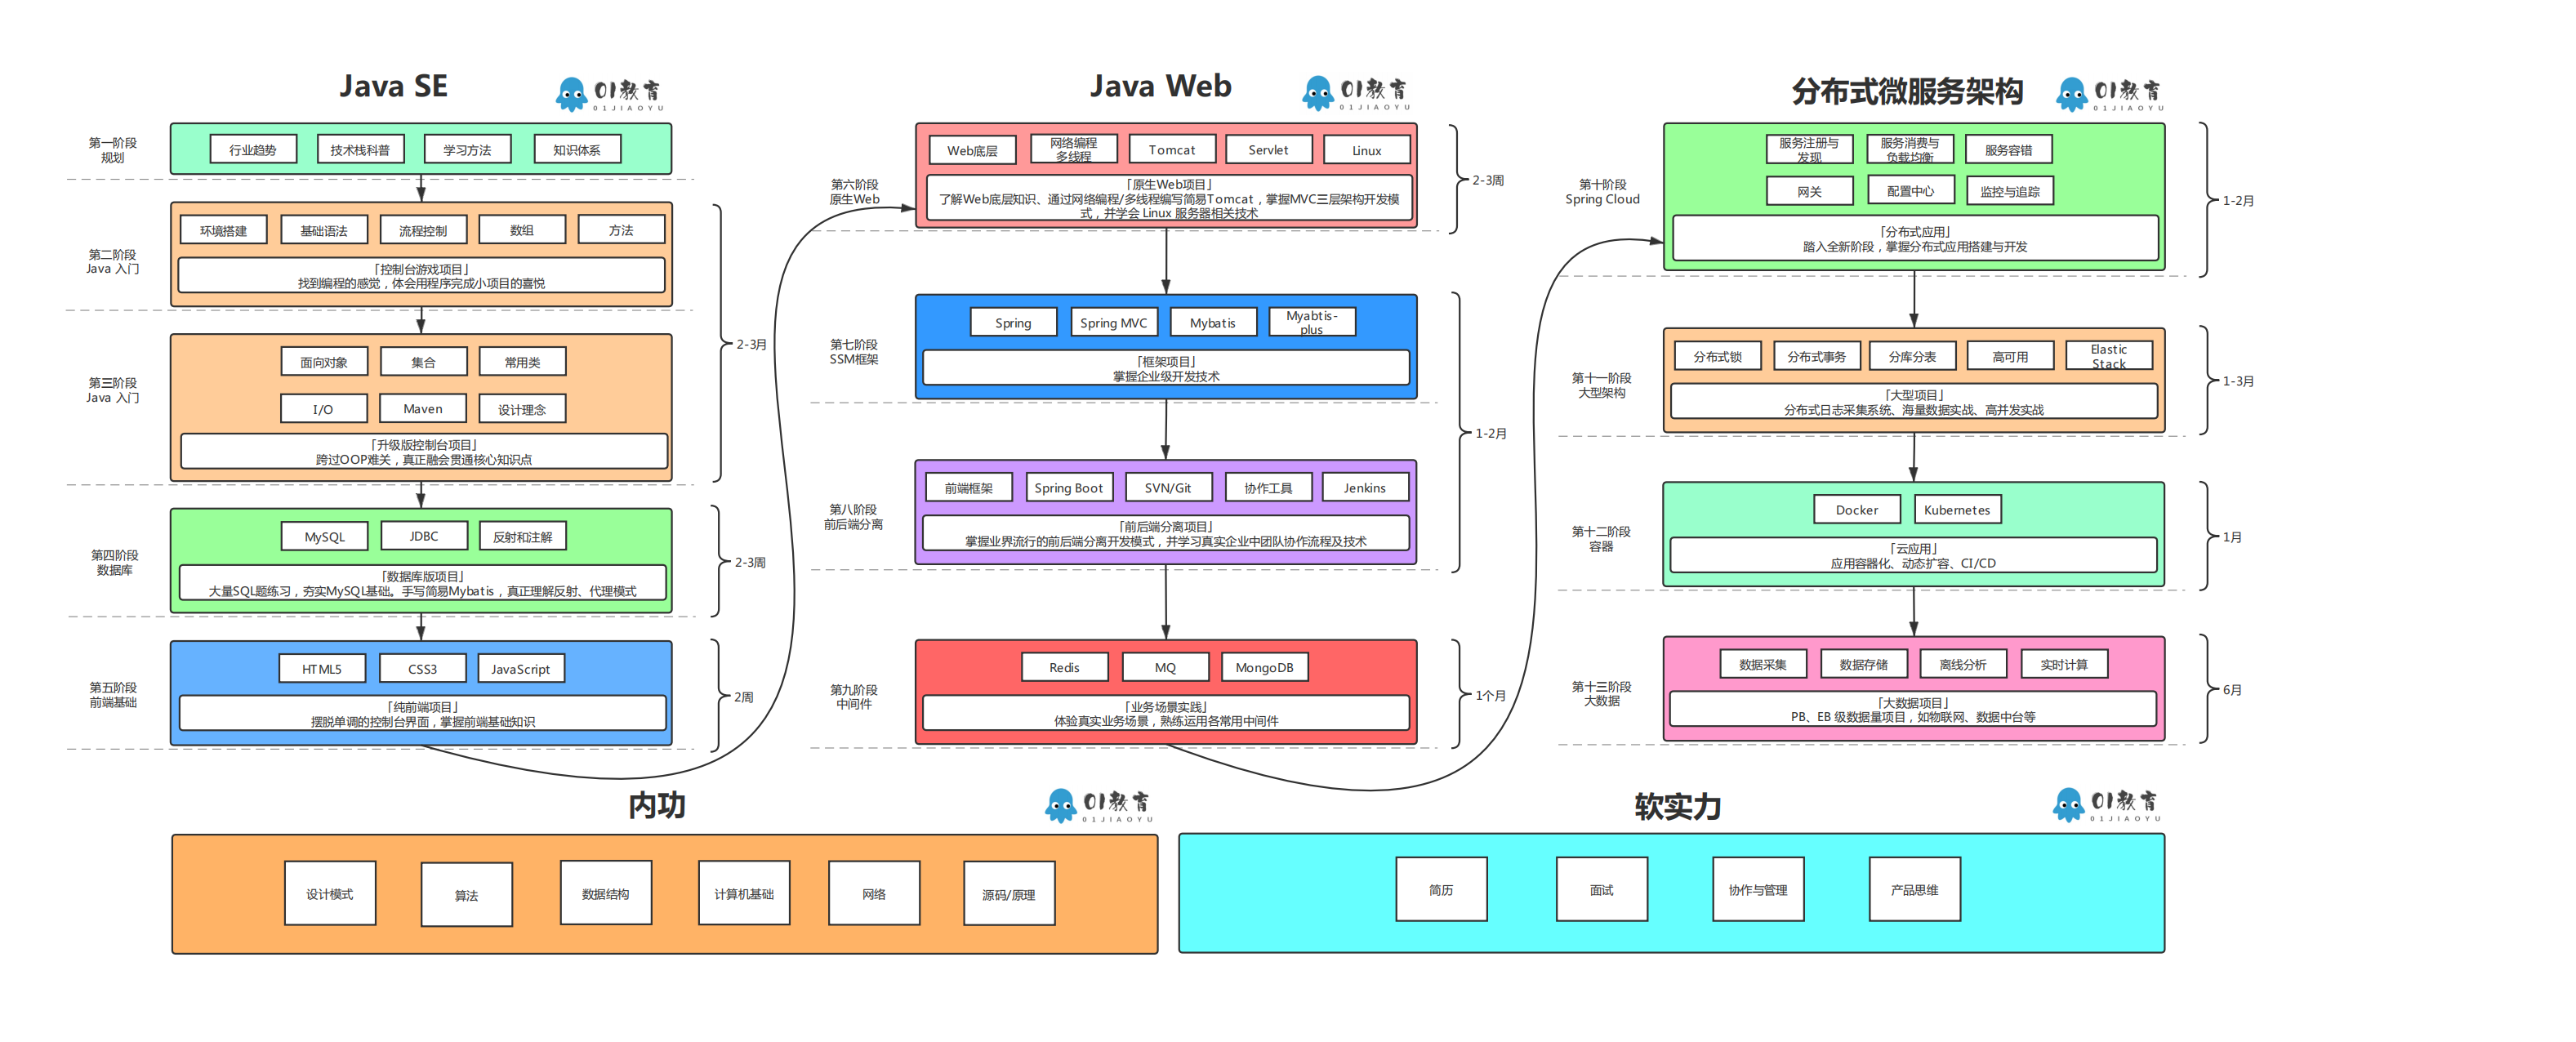 Java SE
01教育
01JIAOYU
第一阶段
规划
行业趋势
技术栈科普
学习方法
知识体系
第二阶段
Java 入门
环境搭建
基础语法
流程控制
数组
方法
「控制台游戏项目」
找到编程的感觉，体会用程序完成小项目的喜悦
第三阶段
Java 入门
面向对象
集合
常用类
I/O
Maven
设计理念
「升级版控制台项目」
跨过OOP难关，真正融会贯通核心知识点
2-3月
第四阶段
数据库
MySQL
JDBC
反射和注解
「数据库版项目」
大量SQL题练习，夯实MySQL基础。手写简易Mybatis，真正理解反射、代理模式
2-3周
第五阶段
前端基础
HTML5
CSS3
JavaScript
「纯前端项目」
摆脱单调的控制台界面，掌握前端基础知识
2周
Java Web
01教育
01JIAOYU
第六阶段
原生Web
Web底层
网络编程
多线程
Tomcat
Servlet
Linux
「原生Web项目」
了解Web底层知识、通过网络编程/多线程编写简易Tomcat，掌握MVC三层架构开发模
式，并学会 Linux 服务器相关技术
2-3周
第七阶段
SSM框架
Spring
Spring MVC
Mybatis
Myabtis-
plus
「框架项目」
掌握企业级开发技术
第八阶段
前后端分离
前端框架
Spring Boot
SVN/Git
协作工具
Jenkins
「前后端分离项目」
掌握业界流行的前后端分离开发模式，并学习真实企业中团队协作流程及技术
1-2月
第九阶段
中间件
Redis
MQ
MongoDB
「业务场景实践」
体验真实业务场景，熟练运用各常用中间件
1个月
分布式微服务架构
01教育
01JIAOYU
第十阶段
Spring Cloud
服务注册与
发现
服务消费与
负载均衡
服务容错
网关
配置中心
监控与追踪
「分布式应用」
踏入全新阶段，掌握分布式应用搭建与开发
1-2月
第十一阶段
大型架构
分布式锁
分布式事务
分库分表
高可用
Elastic
Stack
「大型项目」
分布式日志采集系统、海量数据实战、高并发实战
1-3月
第十二阶段
容器
Docker
Kubernetes
「云应用」
应用容器化、动态扩容、CI/CD
1月
第十三阶段
大数据
数据采集
数据存储
离线分析
实时计算
「大数据项目」
PB、EB 级数据量项目，如物联网、数据中台等
6月
内功
01教育
01JIAOYU
设计模式
算法
数据结构
计算机基础
网络
源码/原理
软实力
01教育
01JIAOYU
简历
面试
协作与管理
产品思维